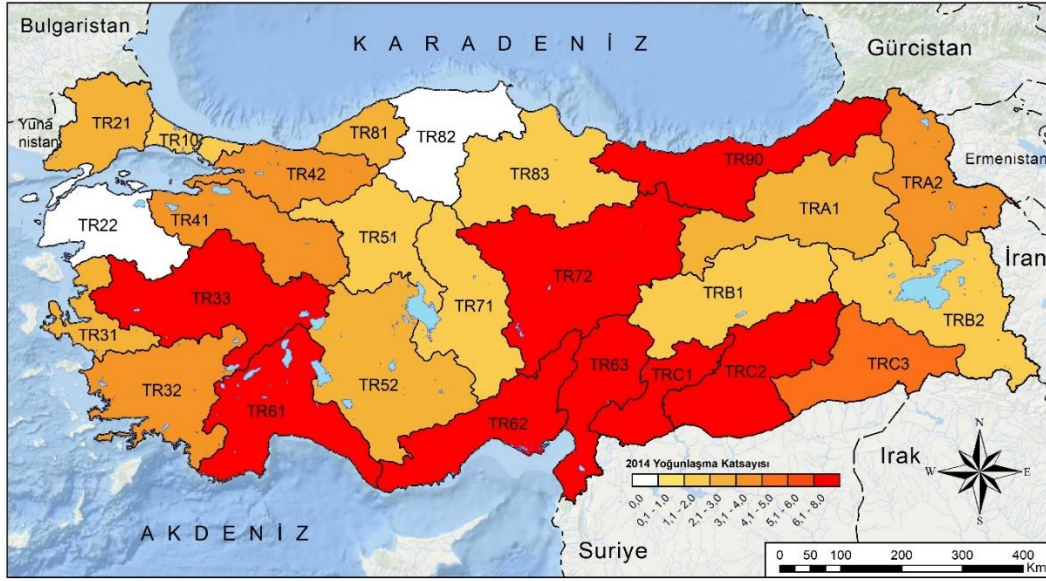 Bulgaristan
K A R A D E N İ Z
Gürcistan
TR21
Yuna
nistan
TR10
TR81
TR82
TR42
TR83
TR90
Ermenistan
TRA2
TR41
TR22
TR51
TRA1
İran
TR72
TR33
TR71
TRB1
TRB2
TR31
TR63
TRC1
TRC2
TRC3
TR32
TR52
TR61
TR62
2014 Yoğunlaşma Katsayısı
0,0
0,1 - 1,0
1,1 - 2,0
2,1 - 3,0
3,1 - 4,0
4,1 - 5,0
5,1 - 6,0
6,1 - 8,0
Irak
N
W
E
S
A K D E N İ Z
Suriye
0 50 100 200 300 400
Km